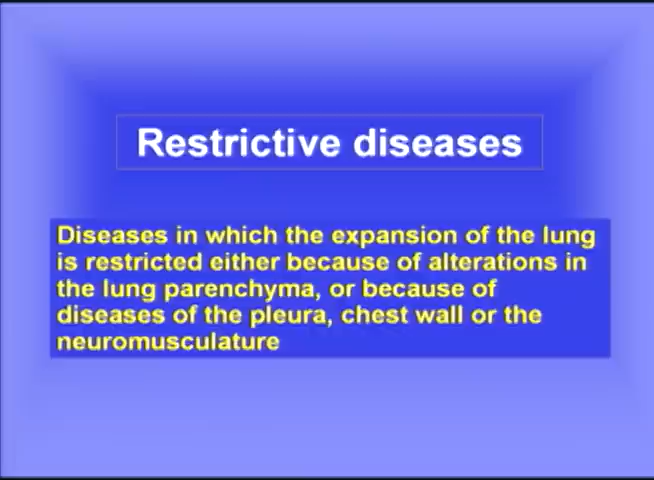 Restrictive diseases
Diseases in which the expansion of the lung
is restricted either because of alterations in
the lung parenchyma, or because of
diseases of the pleura, chest wall or the
neuromusculature